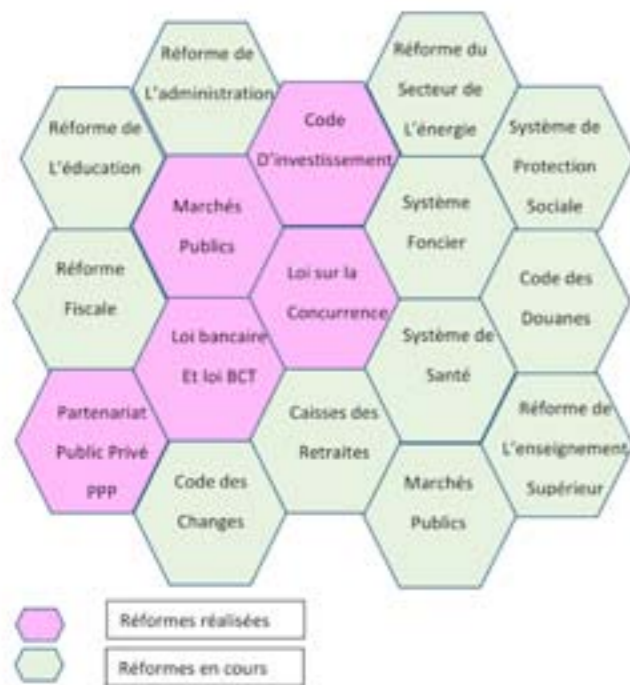 Réforme de
L'administration
Réforme du
Secteur de
L'énergie
Réforme de
L'éducation
Code
D'investissement
Système de
Protection
Sociale
Marchés
Publics
Système
Foncier
Réforme
Fiscale
Loi sur la
Concurrence
Code des
Douanes
Loi bancaire
Et loi BCT
Système de
Santé
Partenariat
Public Privé
PPP
Caisses des
Retraites
Réforme de
L'enseignement
Supérieur
Code des
Changes
Marchés
Publics
Réformes réalisées
Réformes en cours